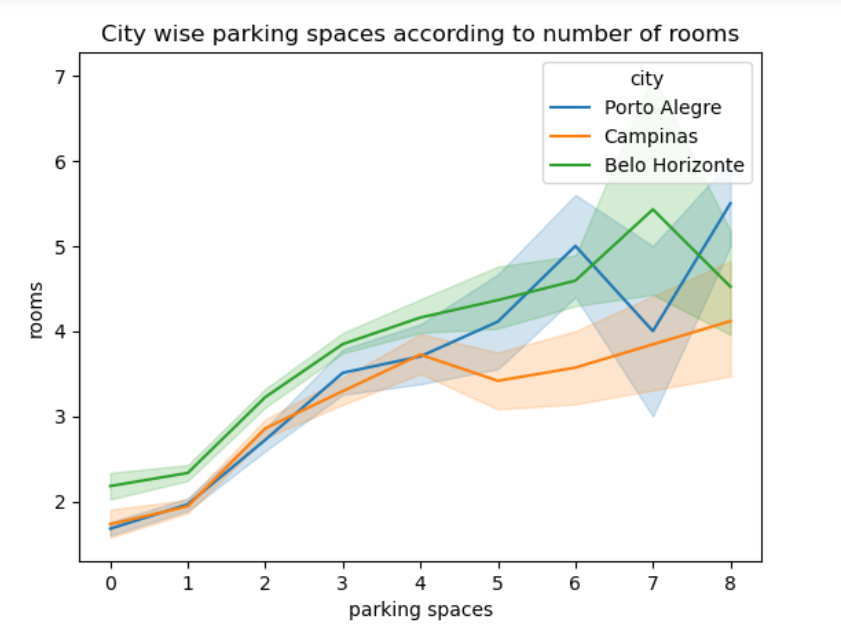 City wise parking spaces according to number of rooms
city
Porto Alegre
Campinas
Belo Horizonte
7
6
5
4
3
2
rooms
0 1 2 3 4 5 6 7 8
parking spaces